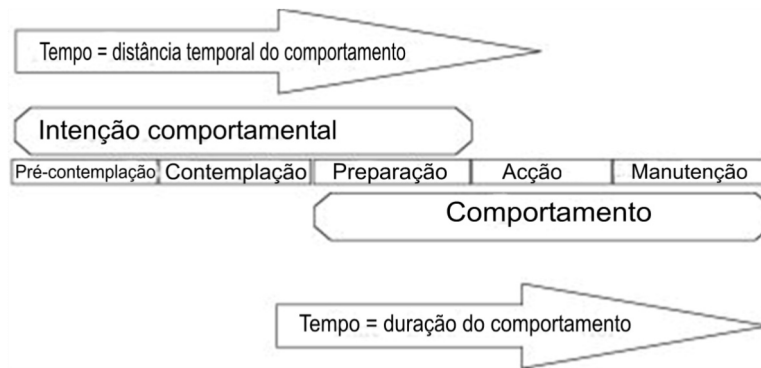 Tempo = distância temporal do comportamento
Intenção comportamental
Pré-contemplação Contemplação Preparação Acção Manutenção
Comportamento
Tempo = duração do comportamento